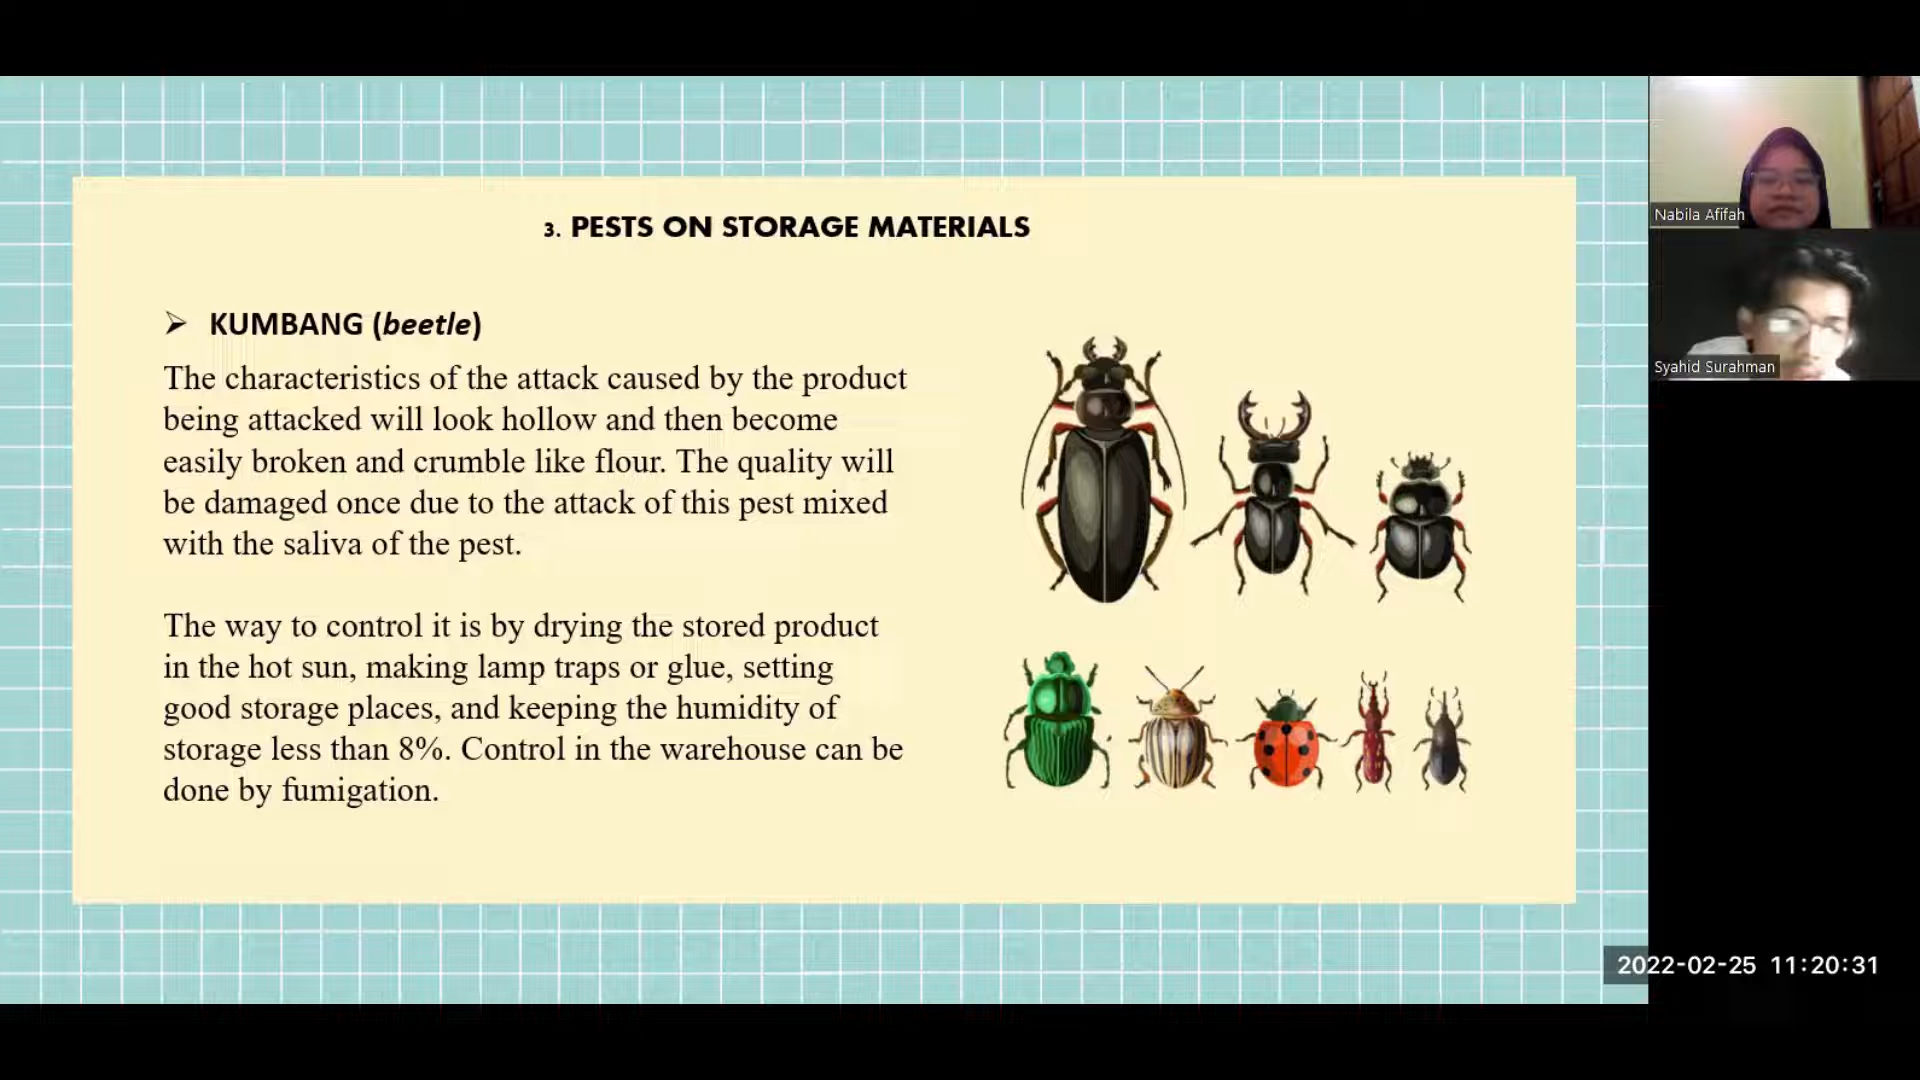 3. PESTS ON STORAGE MATERIALS
➢ KUMBANG (beetle)
The characteristics of the attack caused by the product
being attacked will look hollow and then become
easily broken and crumble like flour. The quality will
be damaged once due to the attack of this pest mixed
with the saliva of the pest.
The way to control it is by drying the stored product
in the hot sun, making lamp traps or glue, setting
good storage places, and keeping the humidity of
storage less than 8%. Control in the warehouse can be
done by fumigation.
Nabila Afifah
Syahid Surahman
2022-02-25 11:20:31